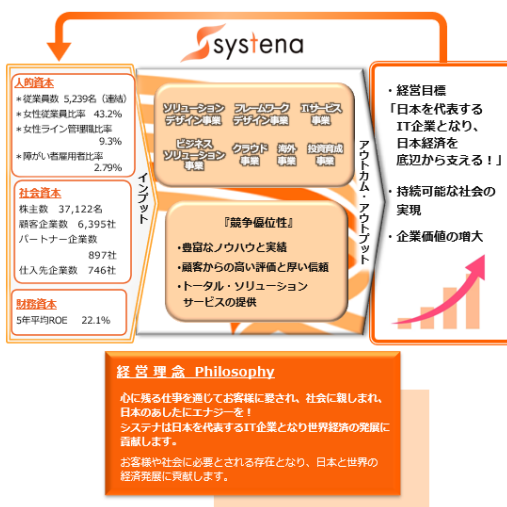 systena
人的資本
*従業員数 5,239名（連結）
*女性従業員比率 43.2%
*女性ライン管理職比率
9.3%
*障がい者雇用者比率
2.79%
社会資本
株主数 37,122名
顧客企業数 6,395社
パートナー企業数
897社
仕入先企業数 746社
財務資本
5年平均ROE 22.1%
インプット
ソリューション
デザイン事業
フレームワーク
デザイン事業
ITサービス
事業
ビジネス
ソリューション
事業
クラウド
事業
海外
事業
投資育成
事業
『競争優位性』
・豊富なノウハウと実績
・顧客からの高い評価と厚い信頼
・トータル・ソリューション
サービスの提供
アウトカム・アウトプット
・経営目標
「日本を代表する
IT企業となり、
日本経済を
底辺から支える！」
・持続可能な社会の
実現
・企業価値の増大
経営理念 Philosophy
心に残る仕事を通じてお客様に愛され、社会に親しまれ、
日本のあしたにエナジーを！
システナは日本を代表するIT企業となり世界経済の発展に
貢献します。
お客様や社会に必要とされる存在となり、日本と世界の
経済発展に貢献します。